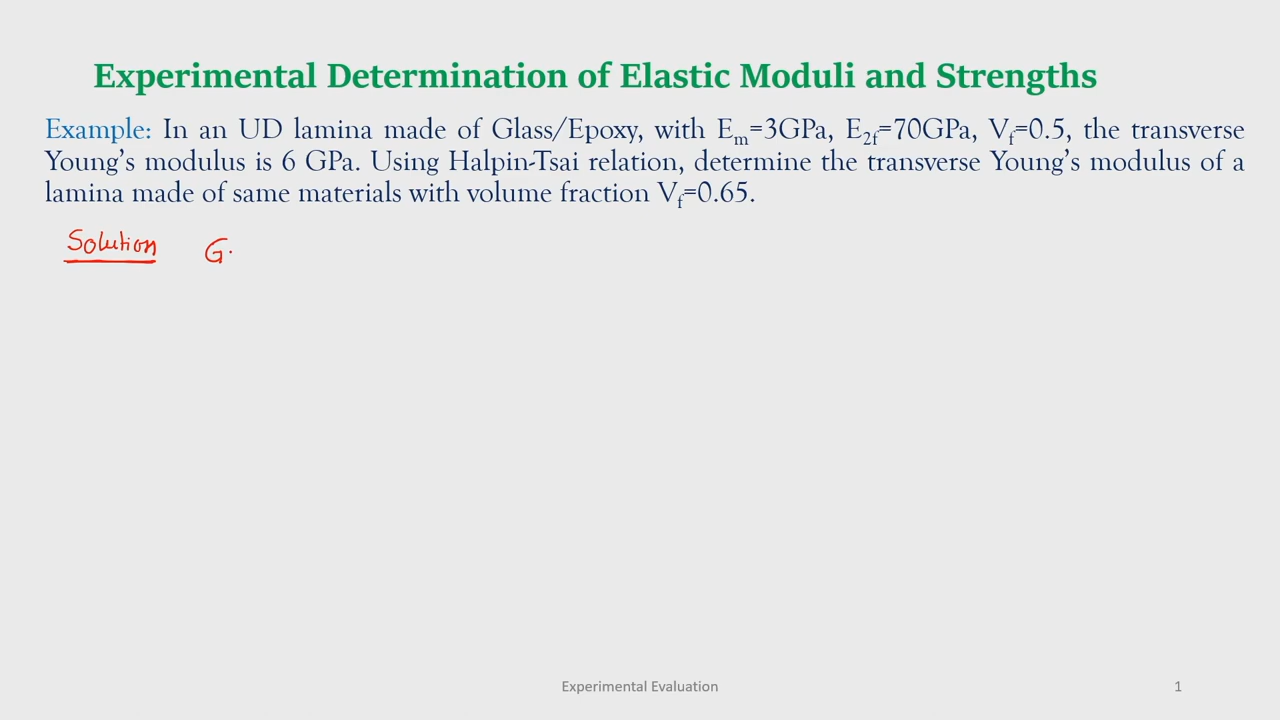 Experimental Determination of Elastic Moduli and Strengths
Example: In an UD lamina made of Glass/Epoxy, with Em=3GPa, E2f=70GPa, Vf=0.5, the transverse
Young's modulus is 6 GPa. Using Halpin-Tsai relation, determine the transverse Young's modulus of a
lamina made of same materials with volume fraction Vf=0.65.
Solution G.
Experimental Evaluation 1